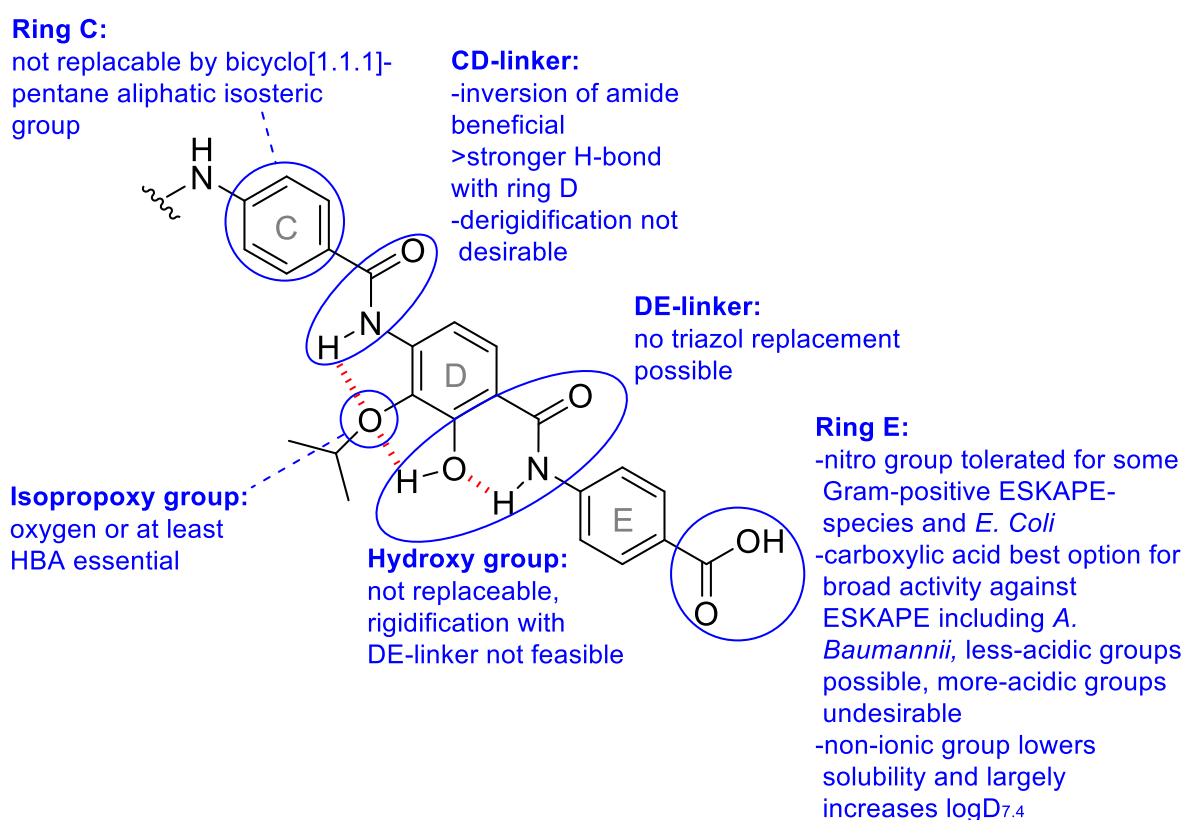 Ring C:
not replacable by bicyclo[1.1.1]-
pentane aliphatic isosteric
group
CD-linker:
-inversion of amide
beneficial
>stronger H-bond
with ring D
-derigidification not
desirable
H
N
C
O
N
H
DE-linker:
no triazol replacement
possible
D
O
O
H
O
N
H
Ring E:
-nitro group tolerated for some
Gram-positive ESKAPE-
species and E. Coli
-carboxylic acid best option for
broad activity against
ESKAPE including A.
Baumannii, less-acidic groups
possible, more-acidic groups
undesirable
-non-ionic group lowers
solubility and largely
increases logD7.4
Isopropoxy group:
oxygen or at least
HBA essential
E
OH
O
Hydroxy group:
not replaceable,
rigidification with
DE-linker not feasible